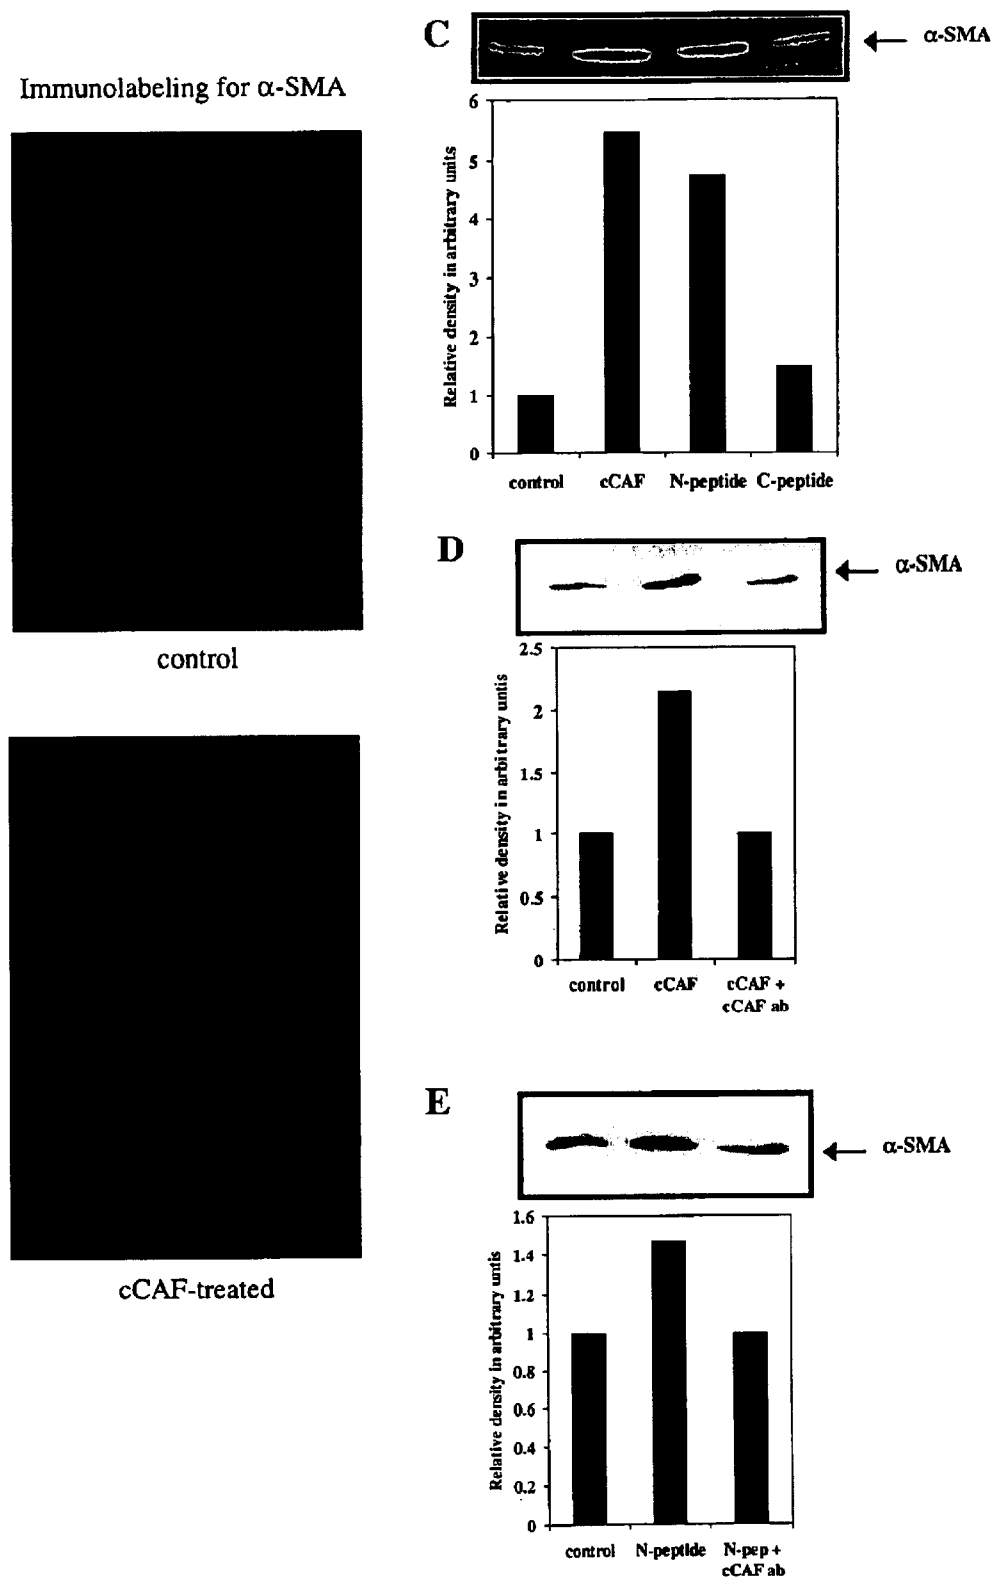 Immunolabeling for α-SMA
control
cCAF-treated
C
α-SMA
Relative density in arbitrary units
6
5
4
3
2
1
0
control cCAF N-peptide C-peptide
D
α-SMA
Relative density in arbitrary untis
2.5
2
1.5
1
0.5
0
control cCAF cCAF +
cCAF ab
E
α-SMA
Relative density in arbitrary untis
1.6
1.4
1.2
1
0.8
0.6
0.4
0.2
0
control N-peptide N-pep +
cCAF ab